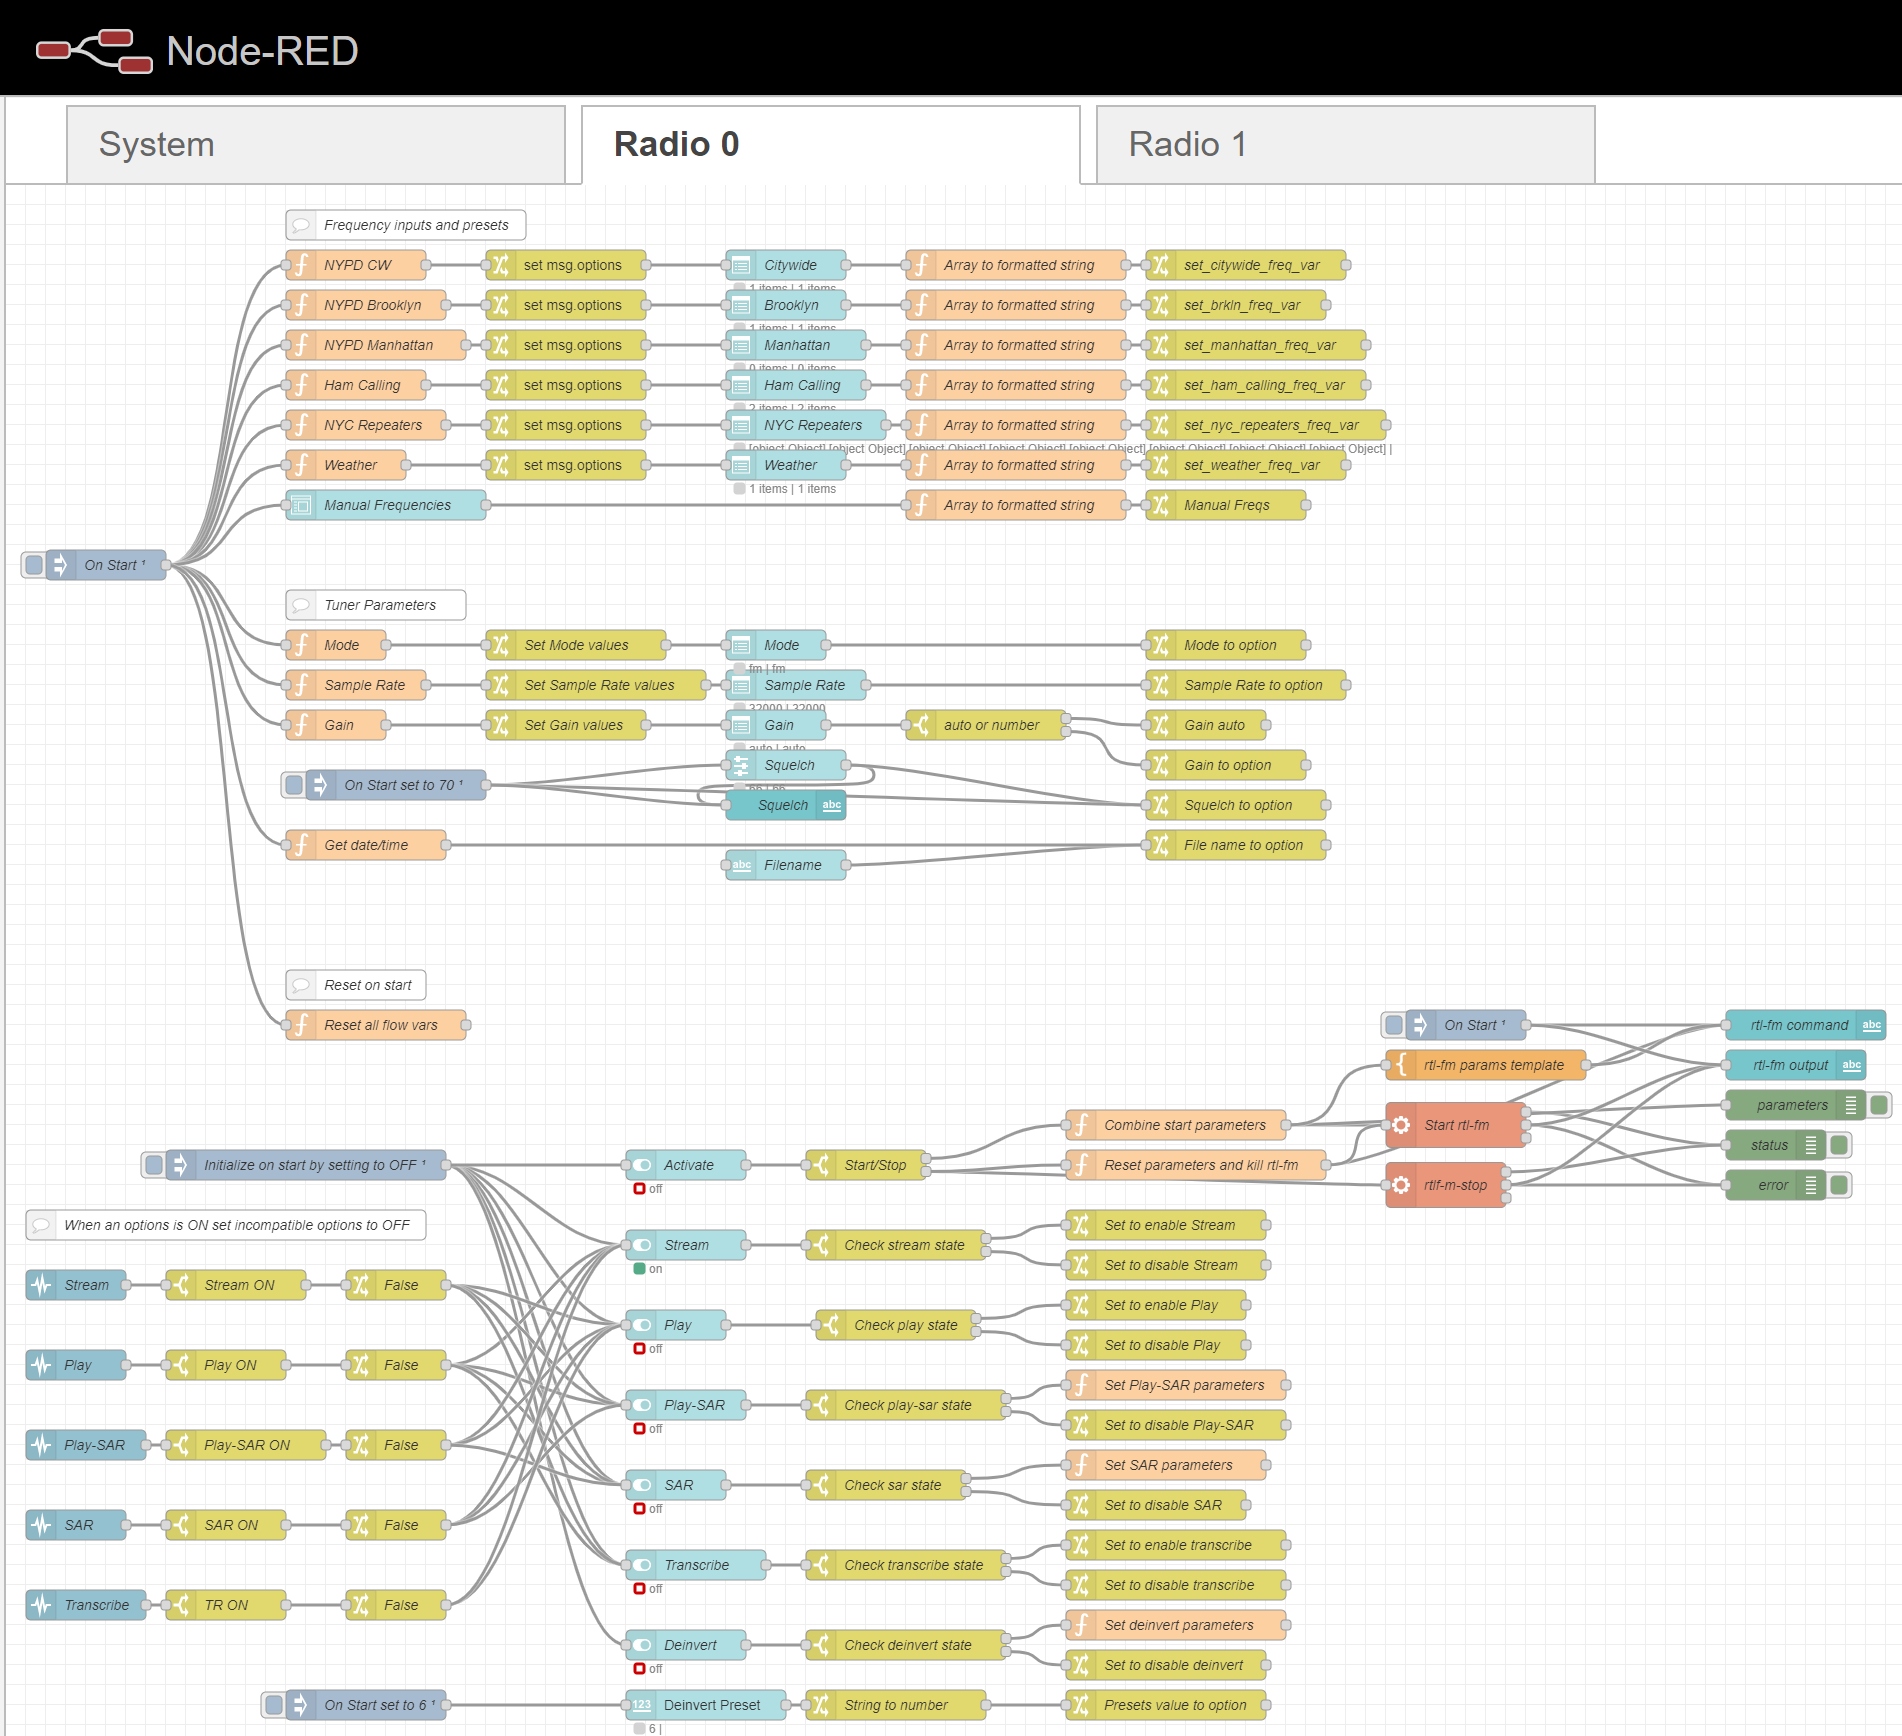 Node-RED
System
Radio 0
Radio 1
Frequency inputs and presets
NYPD CW
set msg.options
Citywide
Array to formatted string
set_citywide_freq_var
1 items | 1 items
NYPD Brooklyn
set msg.options
Brooklyn
Array to formatted string
set_brkln_freq_var
1 items | 1 items
NYPD Manhattan
set msg.options
Manhattan
Array to formatted string
set_manhattan_freq_var
0 items | 0 items
Ham Calling
set msg.options
Ham Calling
Array to formatted string
set_ham_calling_freq_var
2 items | 2 items
NYC Repeaters
set msg.options
NYC Repeaters
Array to formatted string
set_nyc_repeaters_freq_var
[object Object] [object Object] [object Object] [object Object] [object Object] [object Object] [object Object] [object Object] |
Weather
set msg.options
Weather
Array to formatted string
set_weather_freq_var
1 items | 1 items
Manual Frequencies
Array to formatted string
Manual Freqs
On Start ¹
Tuner Parameters
Mode
Set Mode values
Mode
Mode to option
fm | fm
Sample Rate
Set Sample Rate values
Sample Rate
Sample Rate to option
32000 | 32000
Gain
Set Gain values
Gain
auto or number
Gain auto
auto | auto
Squelch
Gain to option
On Start set to 70 ¹
66 | 66
Squelch
abc
Squelch to option
Get date/time
File name to option
abc
Filename
Reset on start
Reset all flow vars
On Start ¹
rtl-fm command
abc
rtl-fm params template
rtl-fm output
abc
parameters
Combine start parameters
Start rtl-fm
status
Initialize on start by setting to OFF ¹
Activate
Start/Stop
Reset parameters and kill rtl-fm
rtlf-m-stop
error
off
When an options is ON set incompatible options to OFF
Set to enable Stream
Stream
Check stream state
Set to disable Stream
on
Stream
Stream ON
False
Set to enable Play
Play
Check play state
Set to disable Play
off
Play
Play ON
False
Set Play-SAR parameters
Play-SAR
Check play-sar state
Set to disable Play-SAR
off
Play-SAR
Play-SAR ON
False
Set SAR parameters
SAR
Check sar state
Set to disable SAR
off
SAR
SAR ON
False
Set to enable transcribe
Transcribe
Check transcribe state
Set to disable transcribe
off
Transcribe
TR ON
False
Set deinvert parameters
Deinvert
Check deinvert state
Set to disable deinvert
off
On Start set to 6 ¹
123
Deinvert Preset
String to number
Presets value to option
6 |